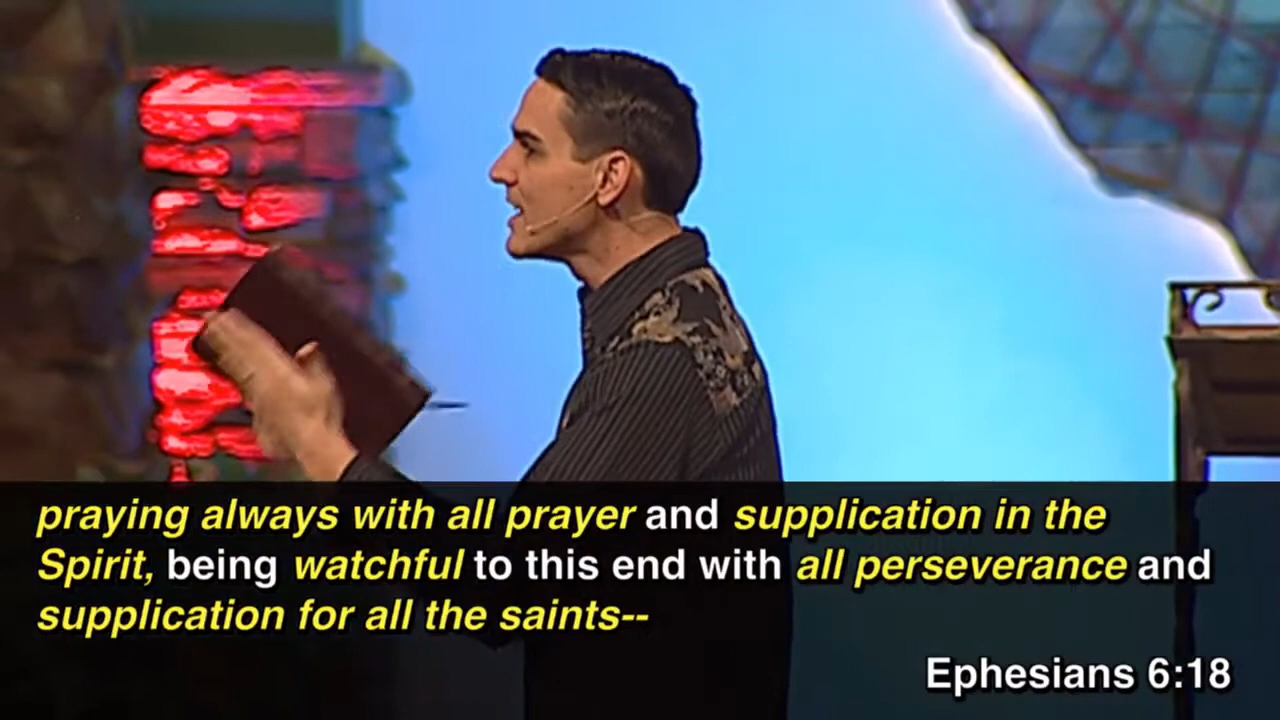 praying always with all prayer and supplication in the
Spirit, being watchful to this end with all perseverance and
supplication for all the saints--
Ephesians 6:18